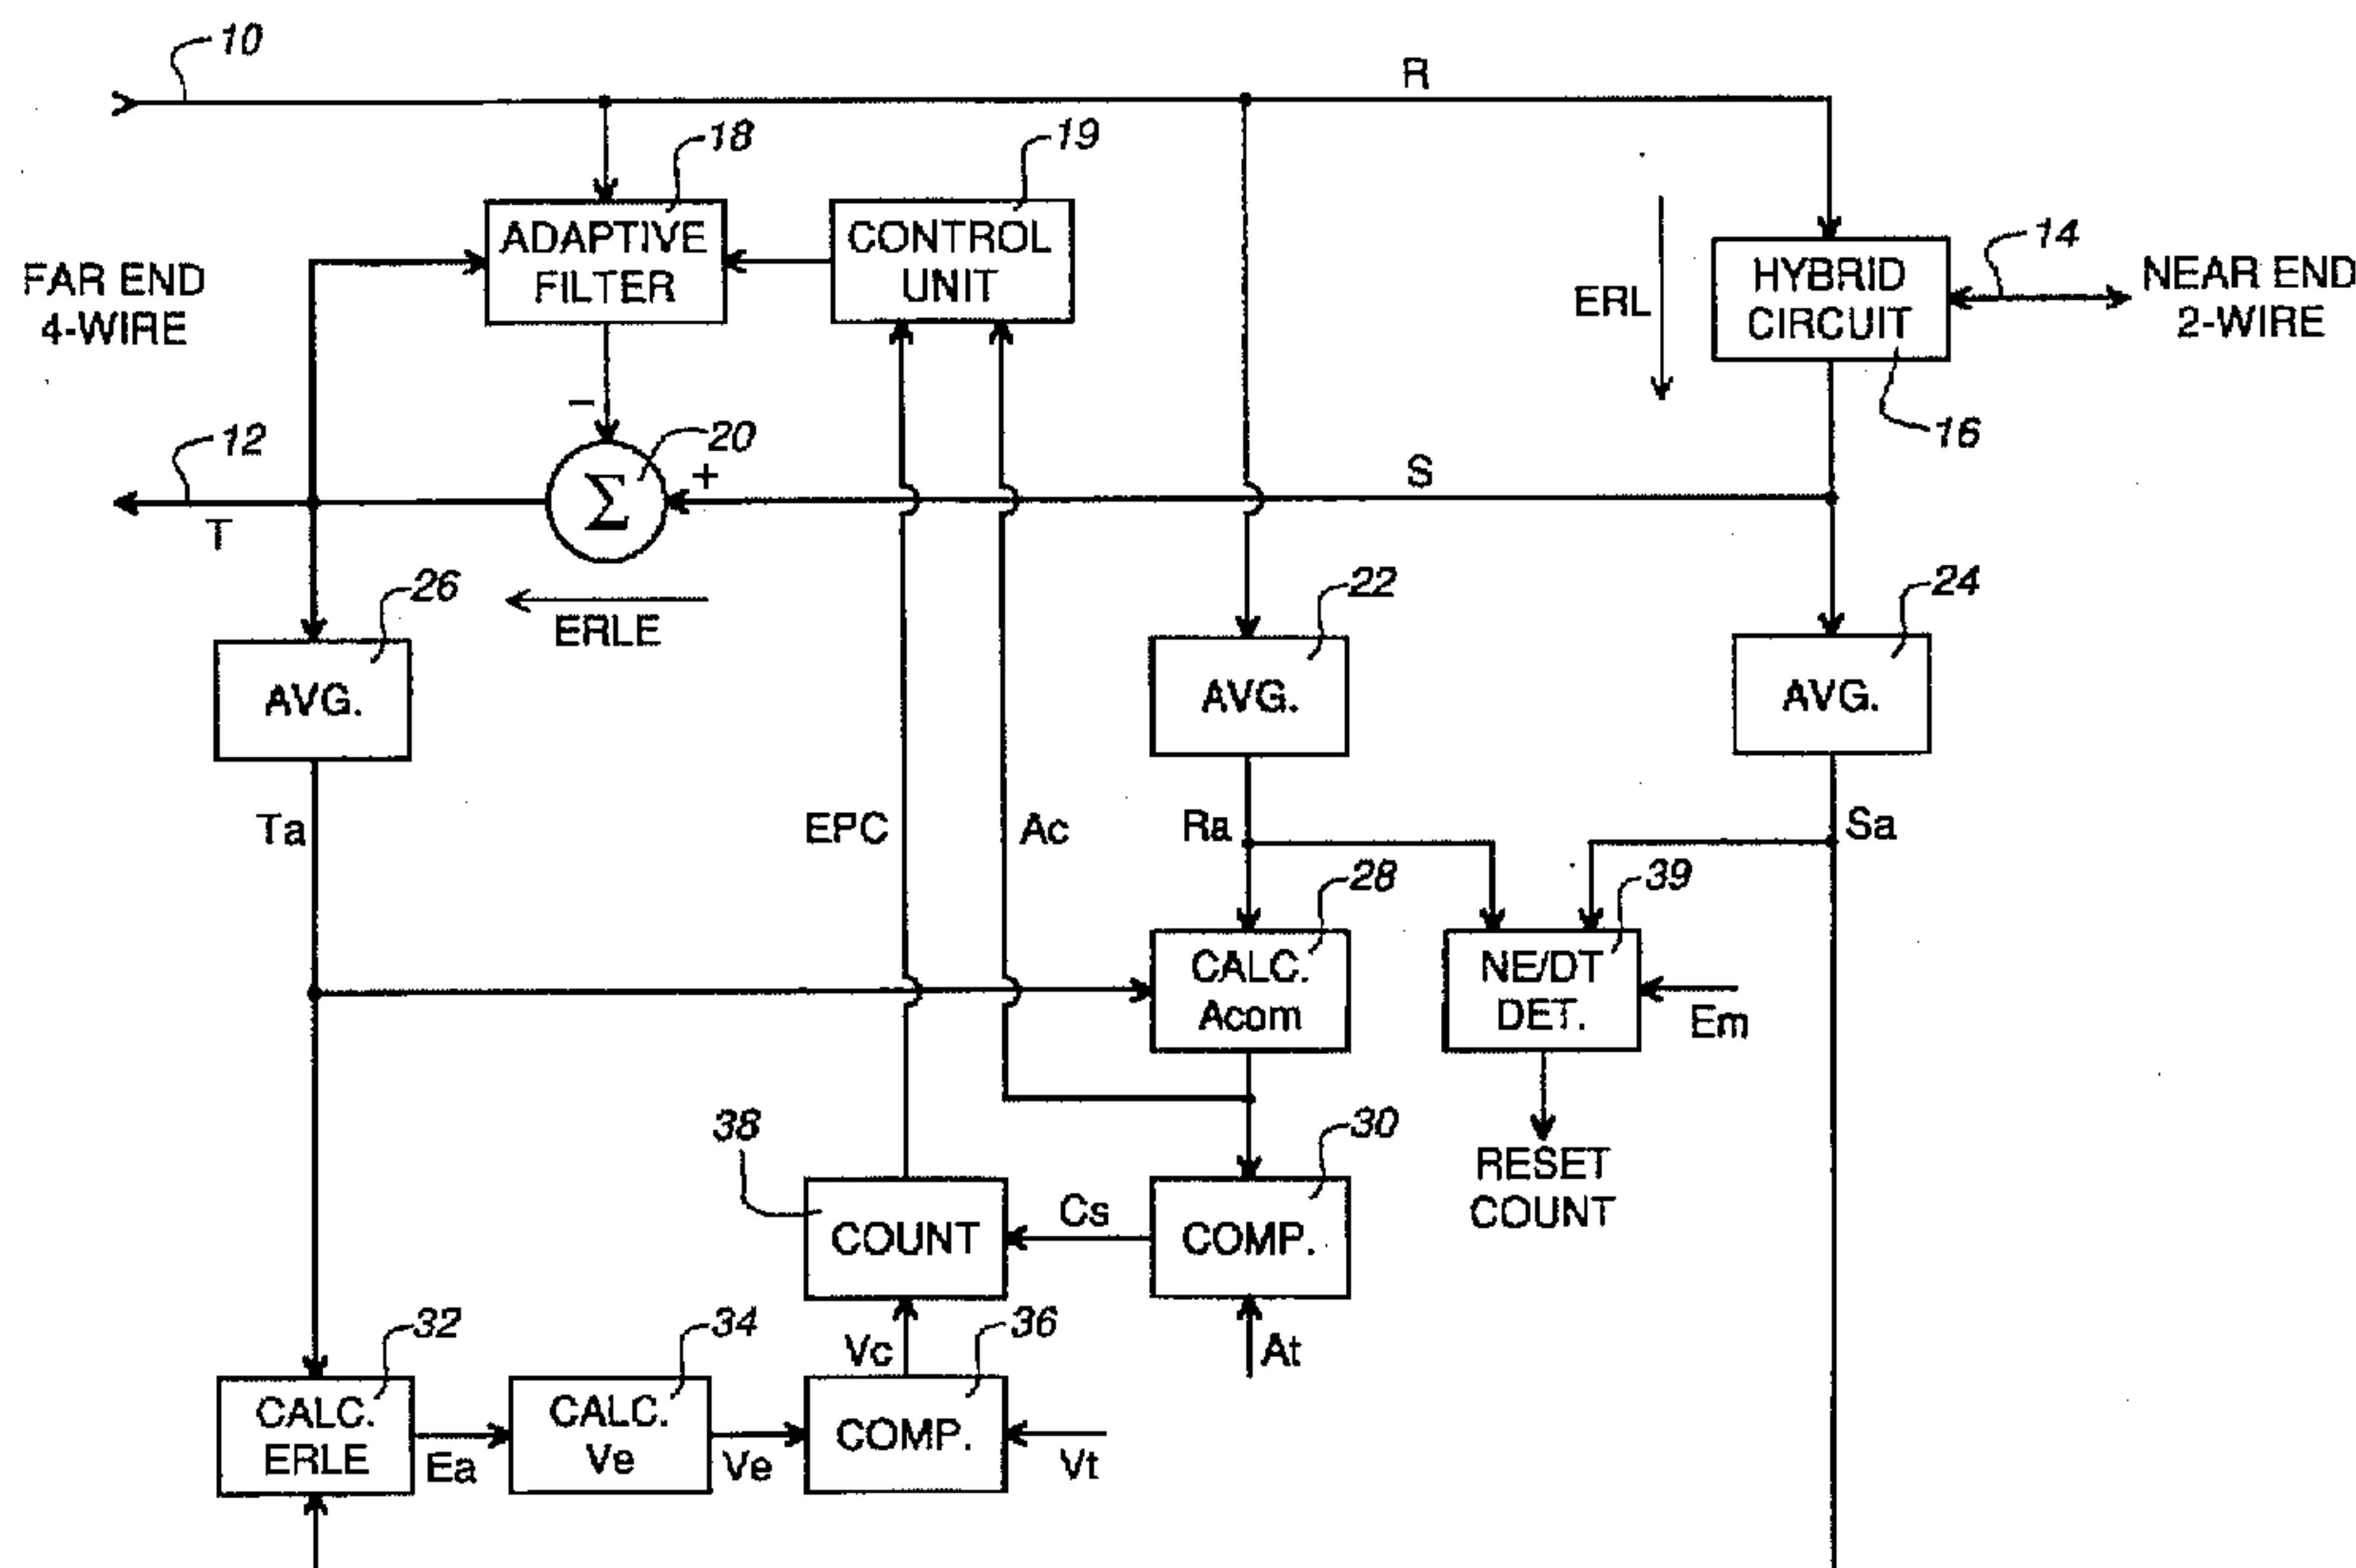 10
R
18
19
ADAPTIVE
FILTER
CONTROL
UNIT
14
FAR END
4-WIRE
ERL
HYBRID
CIRCUIT
NEAR END
2-WIRE
16
12
−
20
+
S
Σ
T
26
ERLE
22
24
AVG.
AVG.
AVG.
Ta
EPC
Ac
Ra
Sa
28
39
CALC.
Acom
NE/DT
DET.
Em
38
30
RESET
COUNT
COUNT
Cs
COMP.
32
34
Vc
36
At
CALC.
ERLE
Ea
CALC.
Ve
Ve
COMP.
Vt